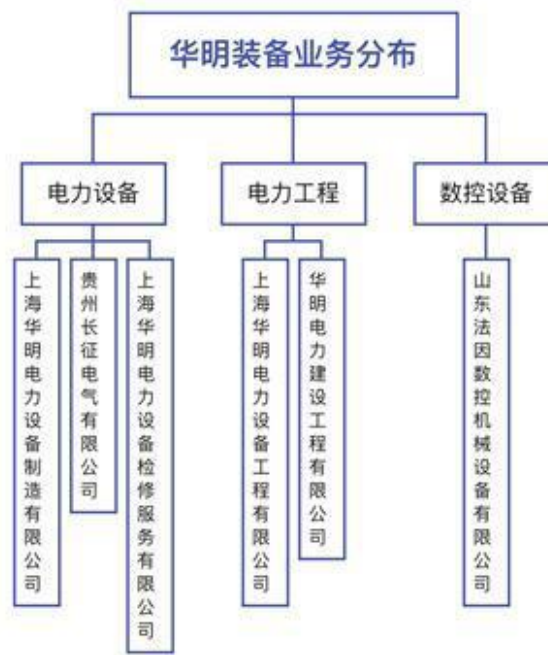 华明装备业务分布
电力设备
电力工程
数控设备
上海华明电力设备制造有限公司
贵州长征电气有限公司
上海华明电力设备检修服务有限公司
上海华明电力设备工程有限公司
华明电力建设工程有限公司
山东法因数控机械设备有限公司